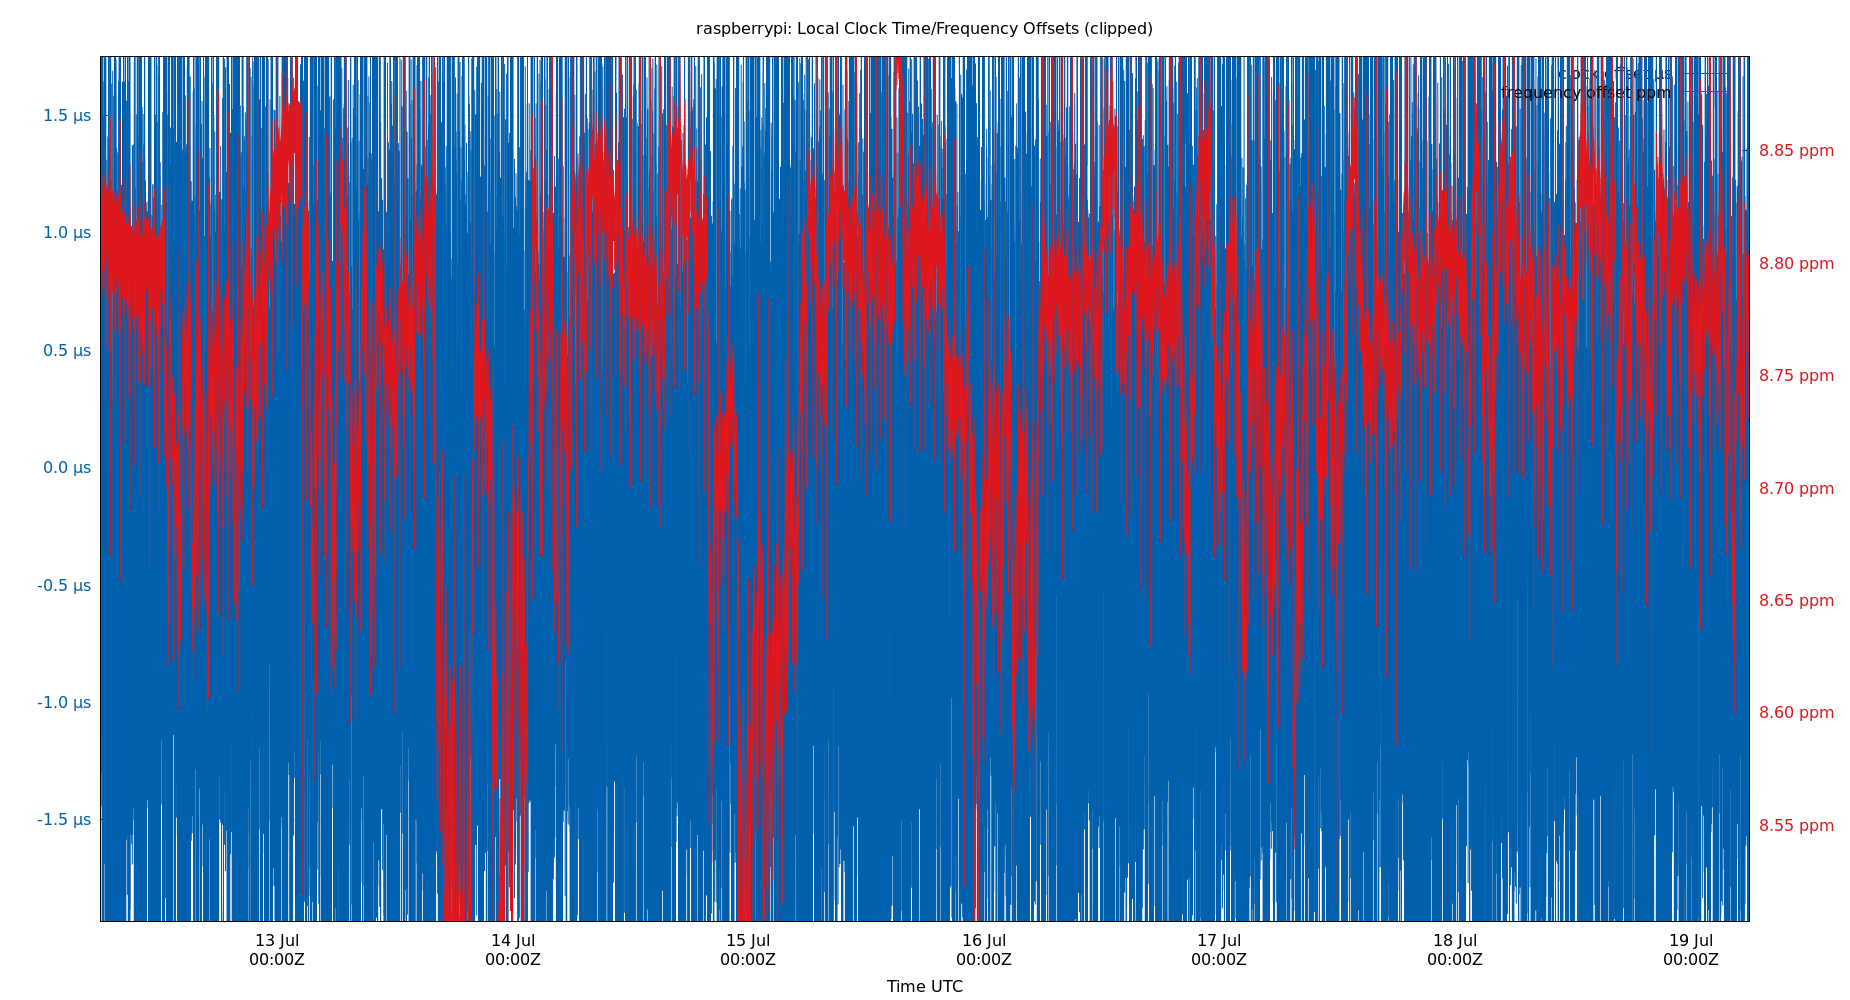 raspberrypi: Local Clock Time/Frequency Offsets (clipped)
clock offset µs
frequency offset ppm
1.5 µs
1.0 µs
0.5 µs
0.0 µs
-0.5 µs
-1.0 µs
-1.5 µs
8.85 ppm
8.80 ppm
8.75 ppm
8.70 ppm
8.65 ppm
8.60 ppm
8.55 ppm
13 Jul
00:00Z
14 Jul
00:00Z
15 Jul
00:00Z
16 Jul
00:00Z
17 Jul
00:00Z
18 Jul
00:00Z
19 Jul
00:00Z
Time UTC